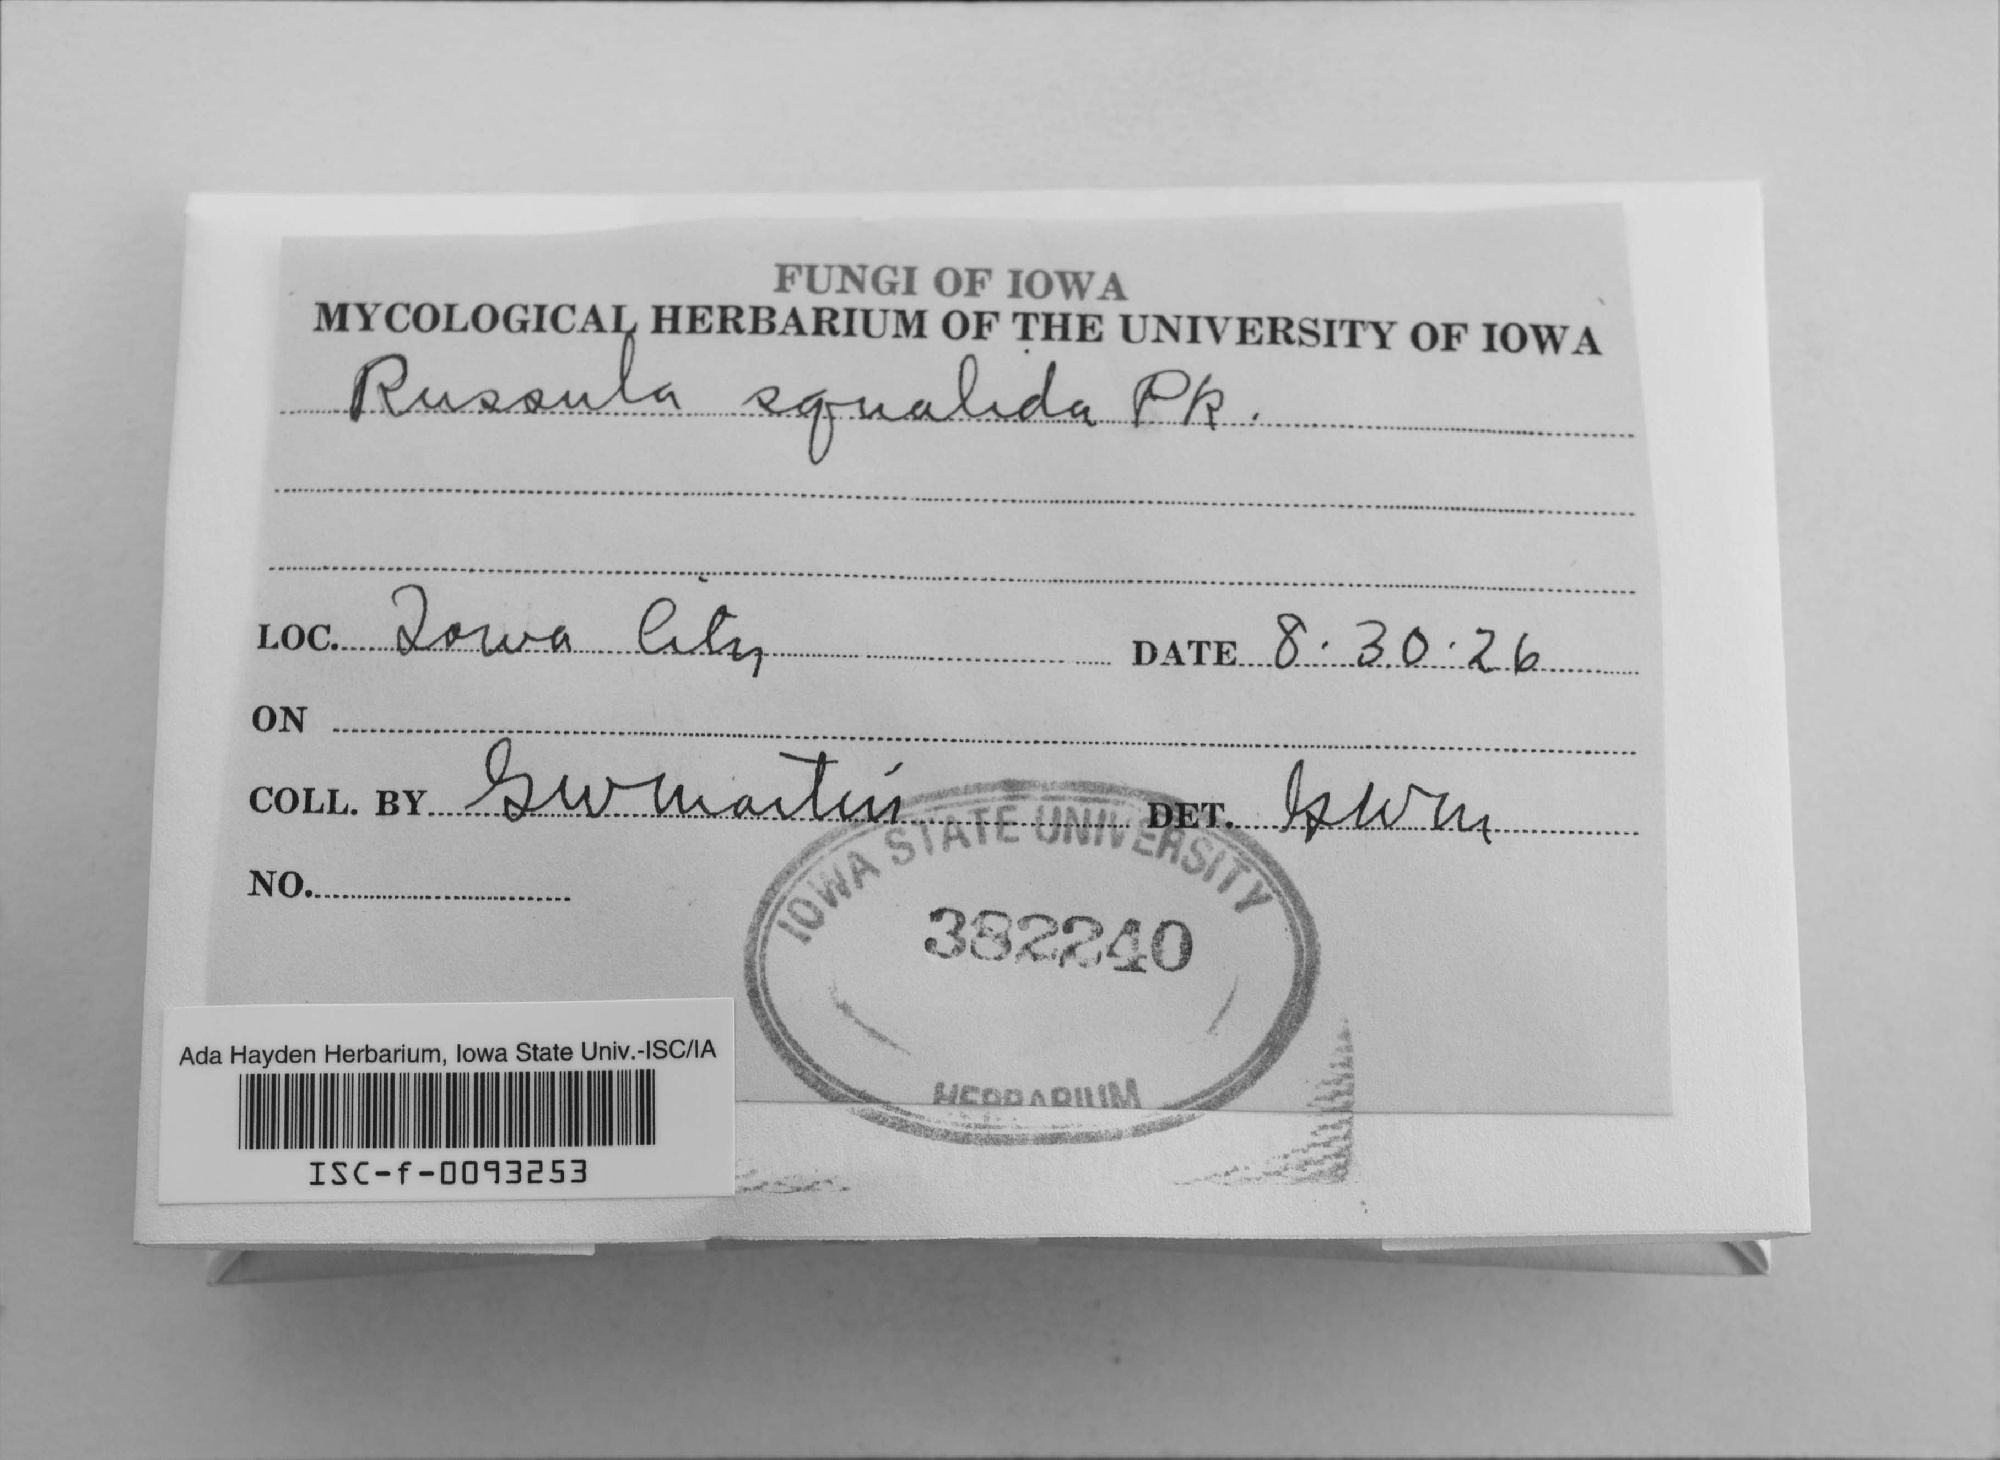 FUNGI OF IOWA
MYCOLOGICAL HERBARIUM OF THE UNIVERSITY OF IOWA
Russula squalida Pk.
LOC. Iowa City DATE 8.30.26
ON
COLL. BY GWMartin DET. GWM
NO.
IOWA STATE UNIVERSITY
382240
HERBARIUM
Ada Hayden Herbarium, Iowa State Univ.-ISC/IA
ISC-f-0093253